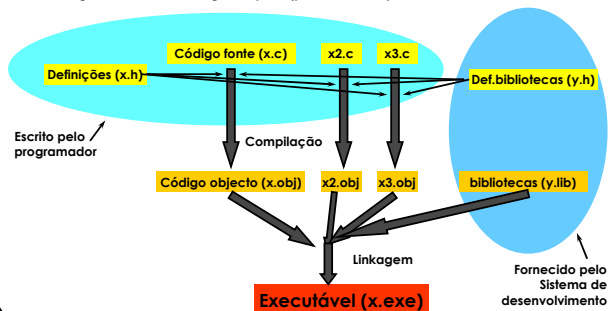 Código fonte (x.c) x2.c x3.c
Definições (x.h) Def.bibliotecas (y.h)
Escrito pelo
programador
Compilação
Código objecto (x.obj) x2.obj x3.obj bibliotecas (y.lib)
Linkagem
Fornecido pelo
Sistema de
desenvolvimento
Executável (x.exe)